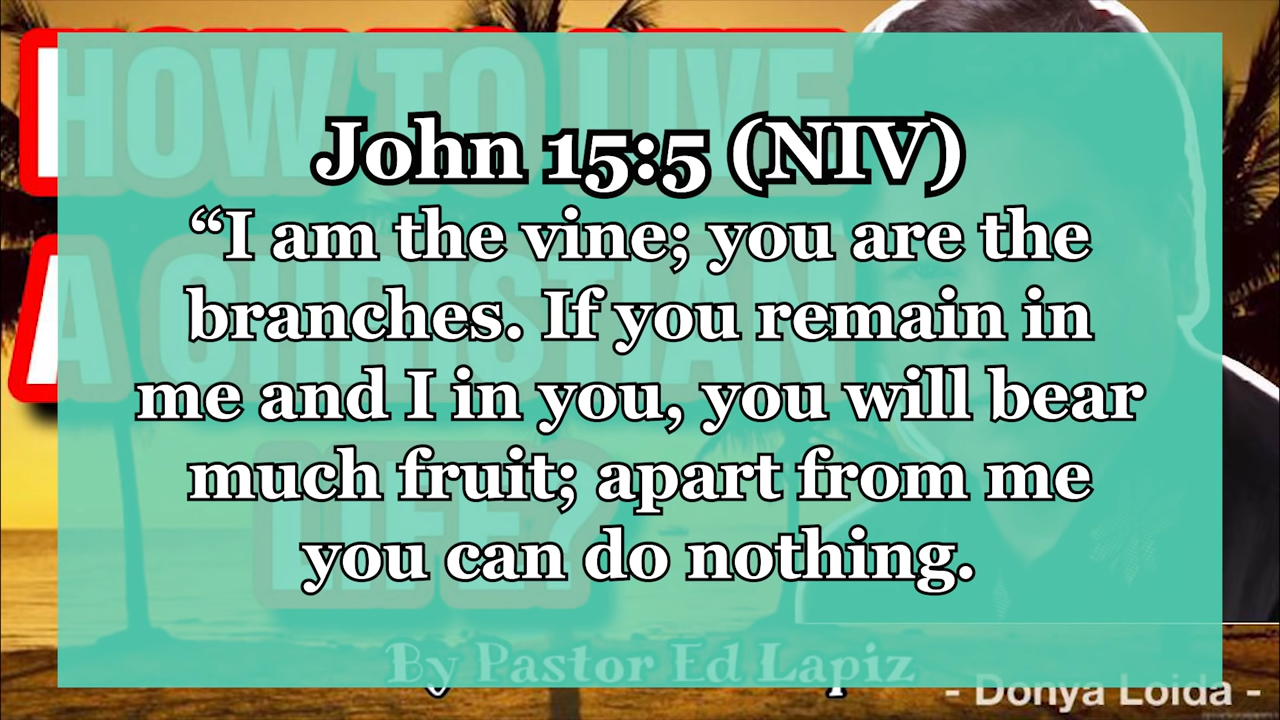 HOW TO LIVE
John 15:5 (NIV)
“I am the vine; you are the
branches. If you remain in
me and I in you, you will bear
much fruit; apart from me
you can do nothing.
A CHRISTIAN
LIFE?
By Pastor Ed Lapiz
- Donya Loida -